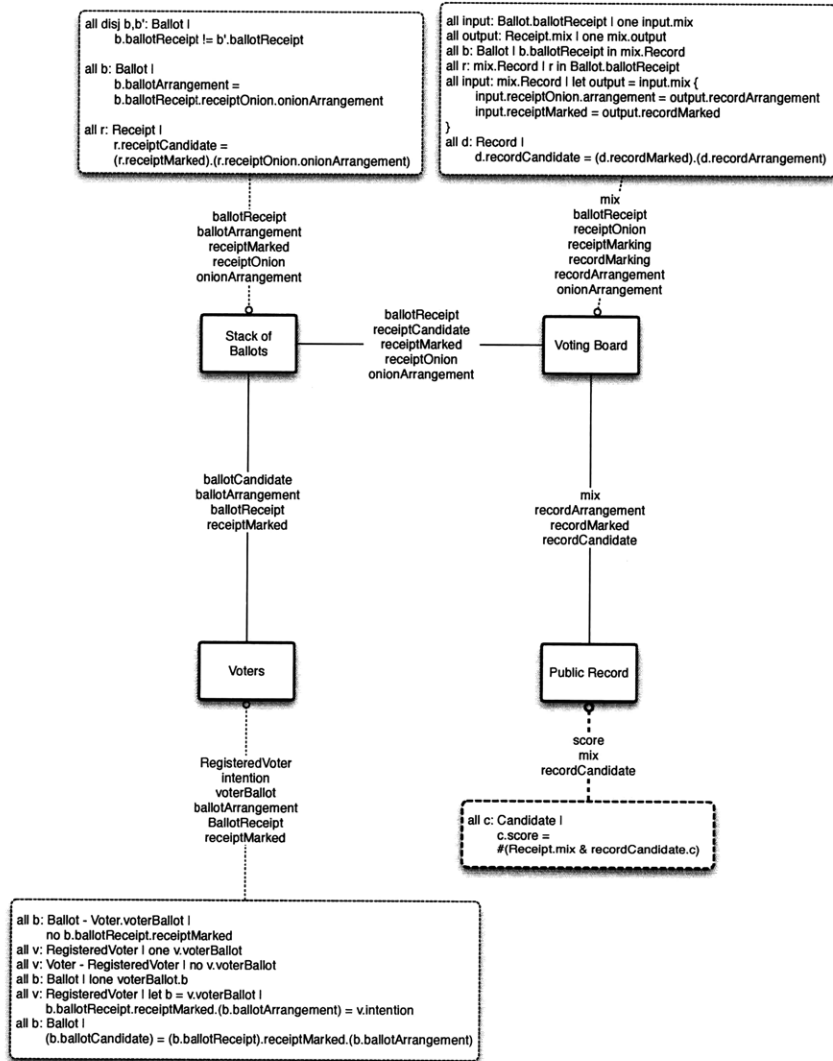 all disj b,b': Ballot |
b.ballotReceipt != b'.ballotReceipt
all b: Ballot |
b.ballotArrangement =
b.ballotReceipt.receiptOnion.onionArrangement
all r: Receipt |
r.receiptCandidate =
(r.receiptMarked).(r.receiptOnion.onionArrangement)
all input: Ballot.ballotReceipt | one input.mix
all output: Receipt.mix | one mix.output
all b: Ballot | b.ballotReceipt in mix.Record
all r: mix.Record | r in Ballot.ballotReceipt
all input: mix.Record | let output = input.mix {
input.receiptOnion.arrangement = output.recordArrangement
input.receiptMarked = output.recordMarked
}
all d: Record |
d.recordCandidate = (d.recordMarked).(d.recordArrangement)
ballotReceipt
ballotArrangement
receiptMarked
receiptOnion
onionArrangement
mix
ballotReceipt
receiptOnion
receiptMarking
recordMarking
recordArrangement
onionArrangement
Stack of
Ballots
ballotReceipt
receiptCandidate
receiptMarked
receiptOnion
onionArrangement
Voting Board
ballotCandidate
ballotArrangement
ballotReceipt
receiptMarked
mix
recordArrangement
recordMarked
recordCandidate
Voters
Public Record
RegisteredVoter
intention
voterBallot
ballotArrangement
BallotReceipt
receiptMarked
score
mix
recordCandidate
all c: Candidate |
c.score =
#(Receipt.mix & recordCandidate.c)
all b: Ballot - Voter.voterBallot |
no b.ballotReceipt.receiptMarked
all v: RegisteredVoter | one v.voterBallot
all v: Voter - RegisteredVoter | no v.voterBallot
all b: Ballot | lone voterBallot.b
all v: RegisteredVoter | let b = v.voterBallot |
b.ballotReceipt.receiptMarked.(b.ballotArrangement) = v.intention
all b: Ballot |
(b.ballotCandidate) = (b.ballotReceipt).receiptMarked.(b.ballotArrangement)